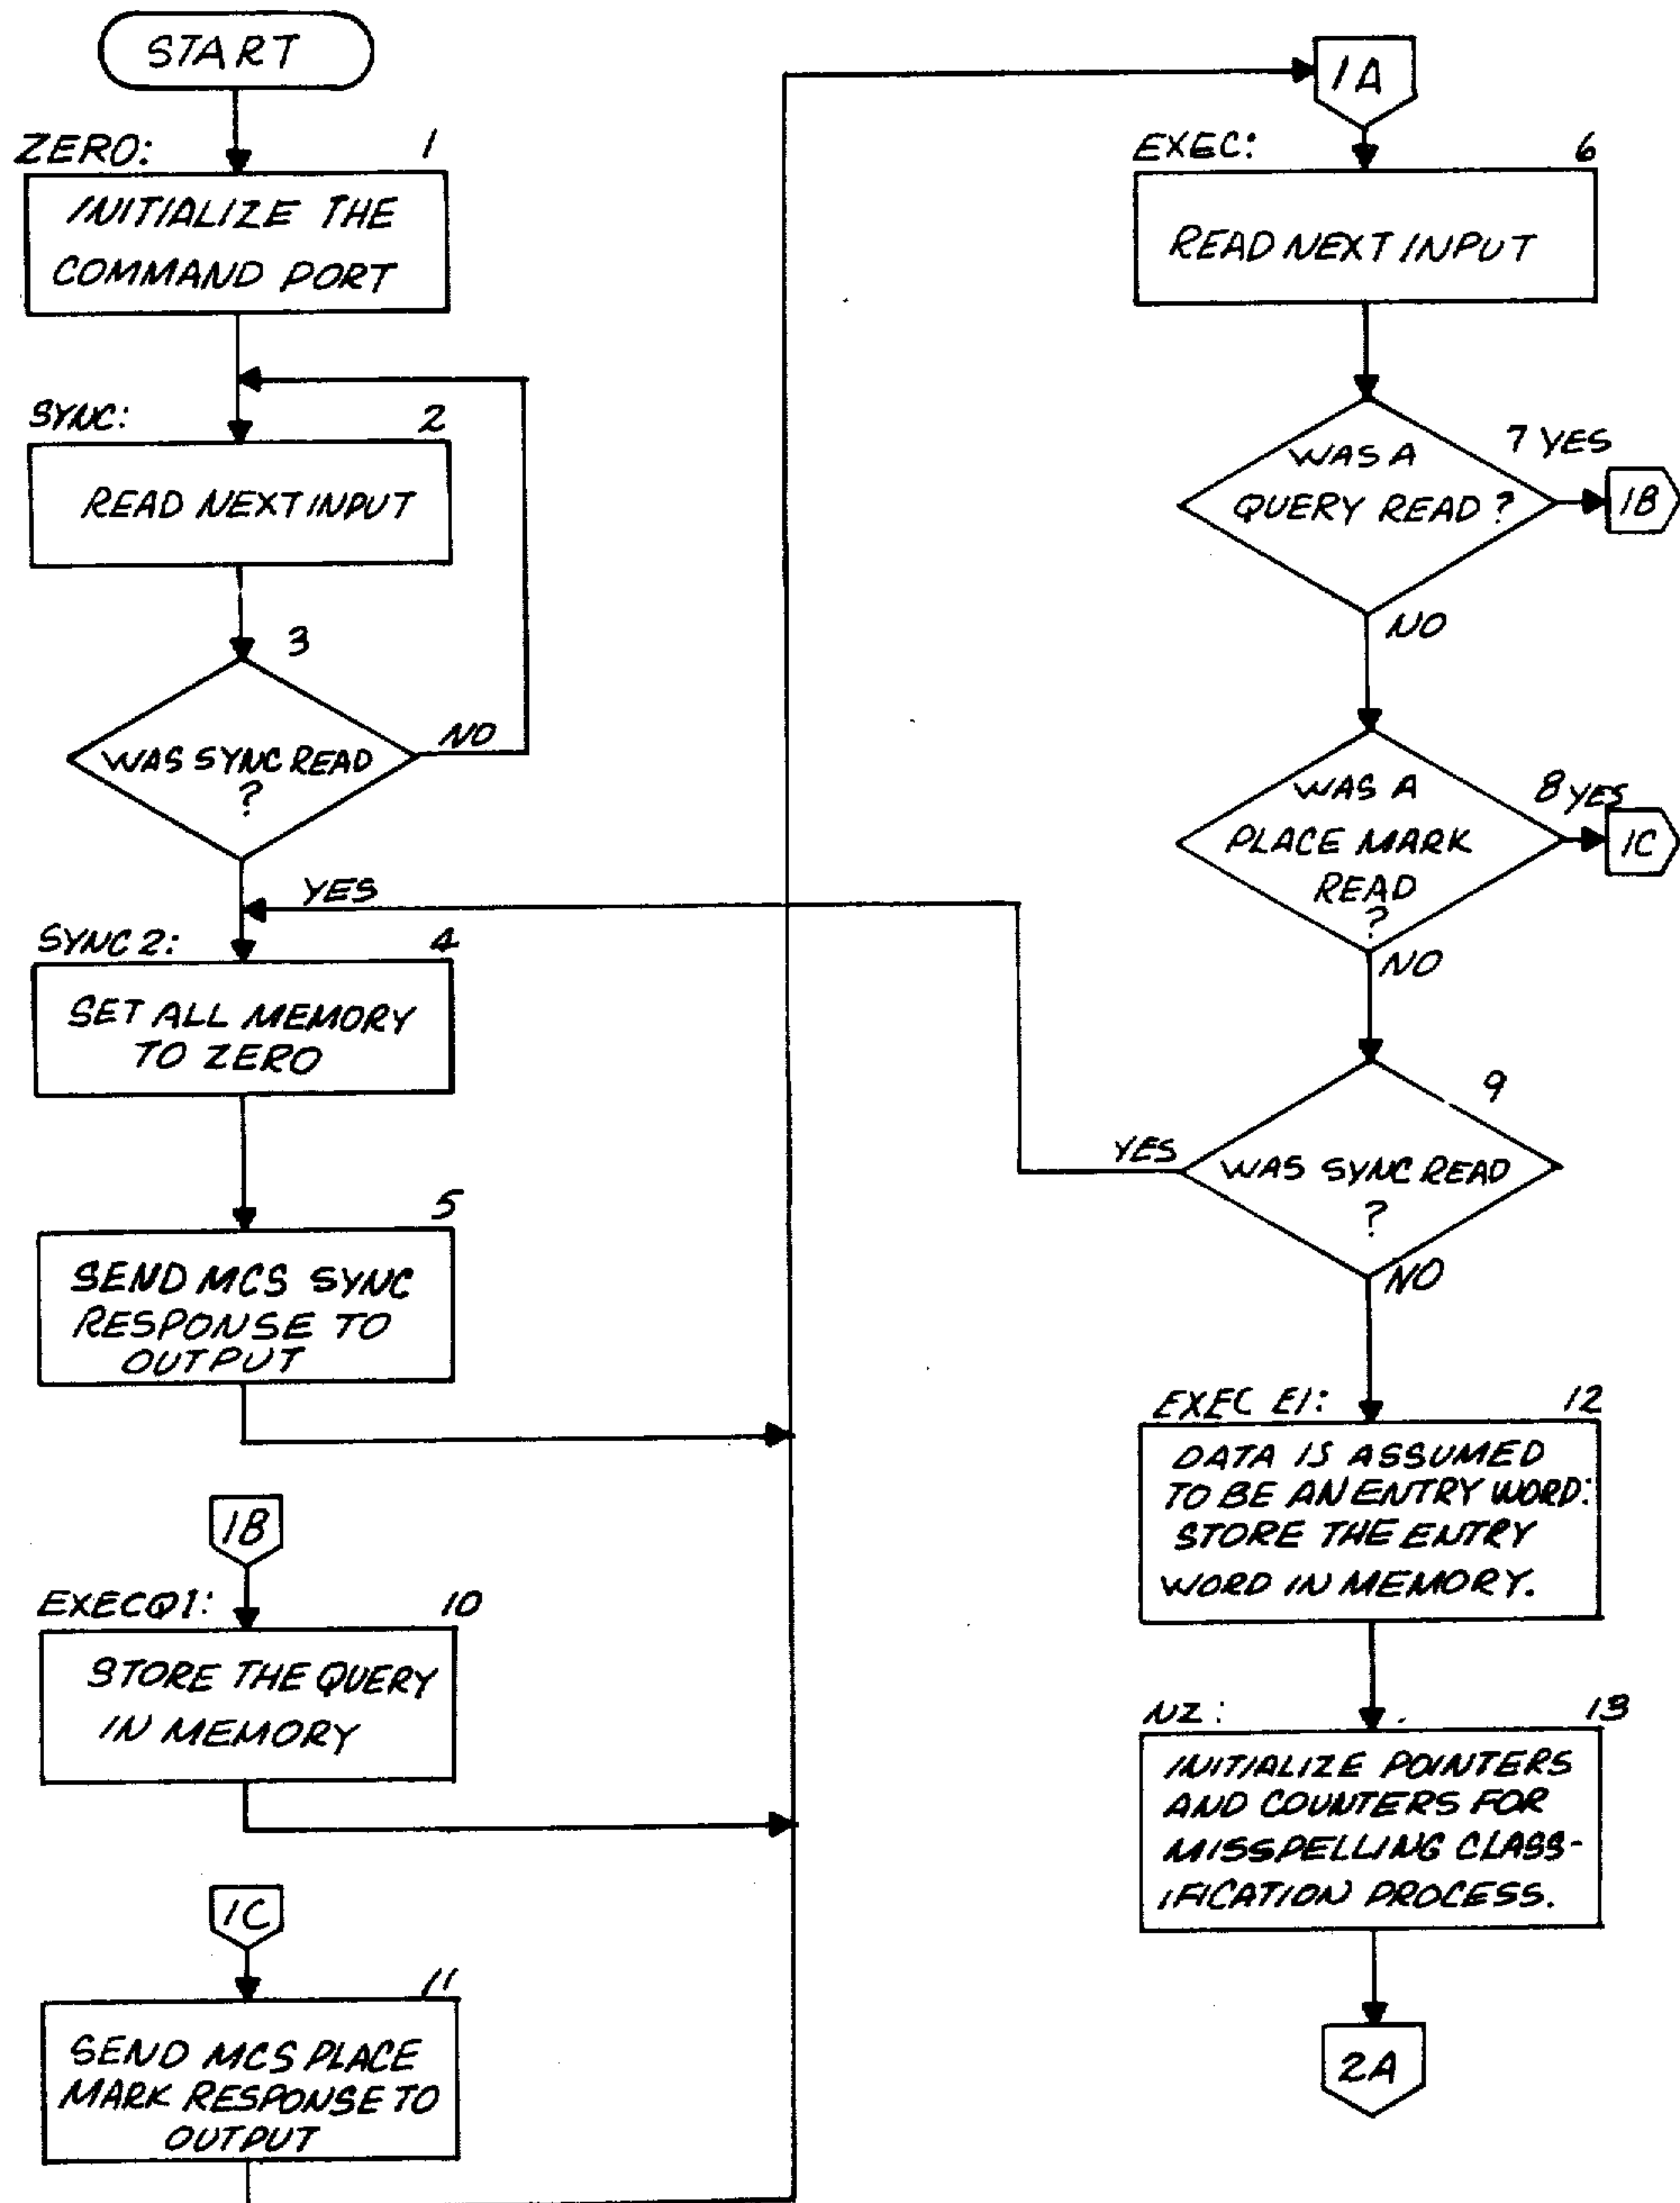 START
ZERO:
1
INITIALIZE THE
COMMAND PORT
SYNC:
2
READ NEXT INPUT
3
WAS SYNC READ
?
NO
YES
SYNC 2:
4
SET ALL MEMORY
TO ZERO
5
SEND MCS SYNC
RESPONSE TO
OUTPUT
1B
EXECQ1:
10
STORE THE QUERY
IN MEMORY
1C
11
SEND MCS PLACE
MARK RESPONSE TO
OUTPUT
1A
EXEC:
6
READ NEXT INPUT
WAS A
QUERY READ?
7 YES
1B
NO
WAS A
PLACE MARK
READ
?
8 YES
1C
NO
9
WAS SYNC READ
?
YES
NO
EXEC E1:
12
DATA IS ASSUMED
TO BE AN ENTRY WORD:
STORE THE ENTRY
WORD IN MEMORY.
NZ:
13
INITIALIZE POINTERS
AND COUNTERS FOR
MISSPELLING CLASS-
IFICATION PROCESS.
2A